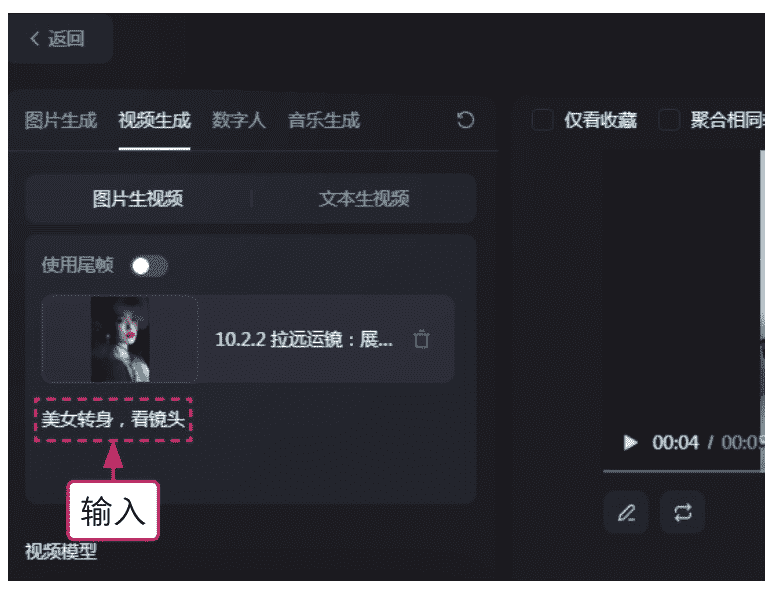 返回
图片生成 视频生成 数字人 音乐生成
仅看收藏 聚合相同
图片生视频 文本生视频
使用尾帧
10.2.2 拉远运镜：展...
美女转身，看镜头
00:04 / 00:05
输入
视频模型